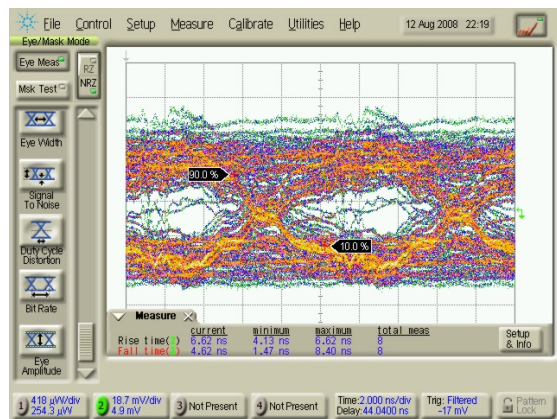 File Control Setup Measure Calibrate Utilities Help 12 Aug 2008 22:19
Eye/Mask Mode
Eye Meas
RZ
NRZ
Msk Test
Eye Width
Signal
To Noise
Duty Cycle
Distortion
Bit Rate
Eye
Amplitude
90.0 %
10.0 %
Measure
current minimum maximum total meas
Rise time(2) 6.62 ns 4.13 ns 6.62 ns 8
Fall time(2) 4.62 ns 1.47 ns 8.40 ns 8
Setup
& Info
1) 418 µW/div
254.3 µW
2) 18.7 mV/div
4.9 mV
3) Not Present
4) Not Present
Time:2.000 ns/div
Delay:44.0400 ns
Trig: Filtered
-17 mV
Pattern
Lock